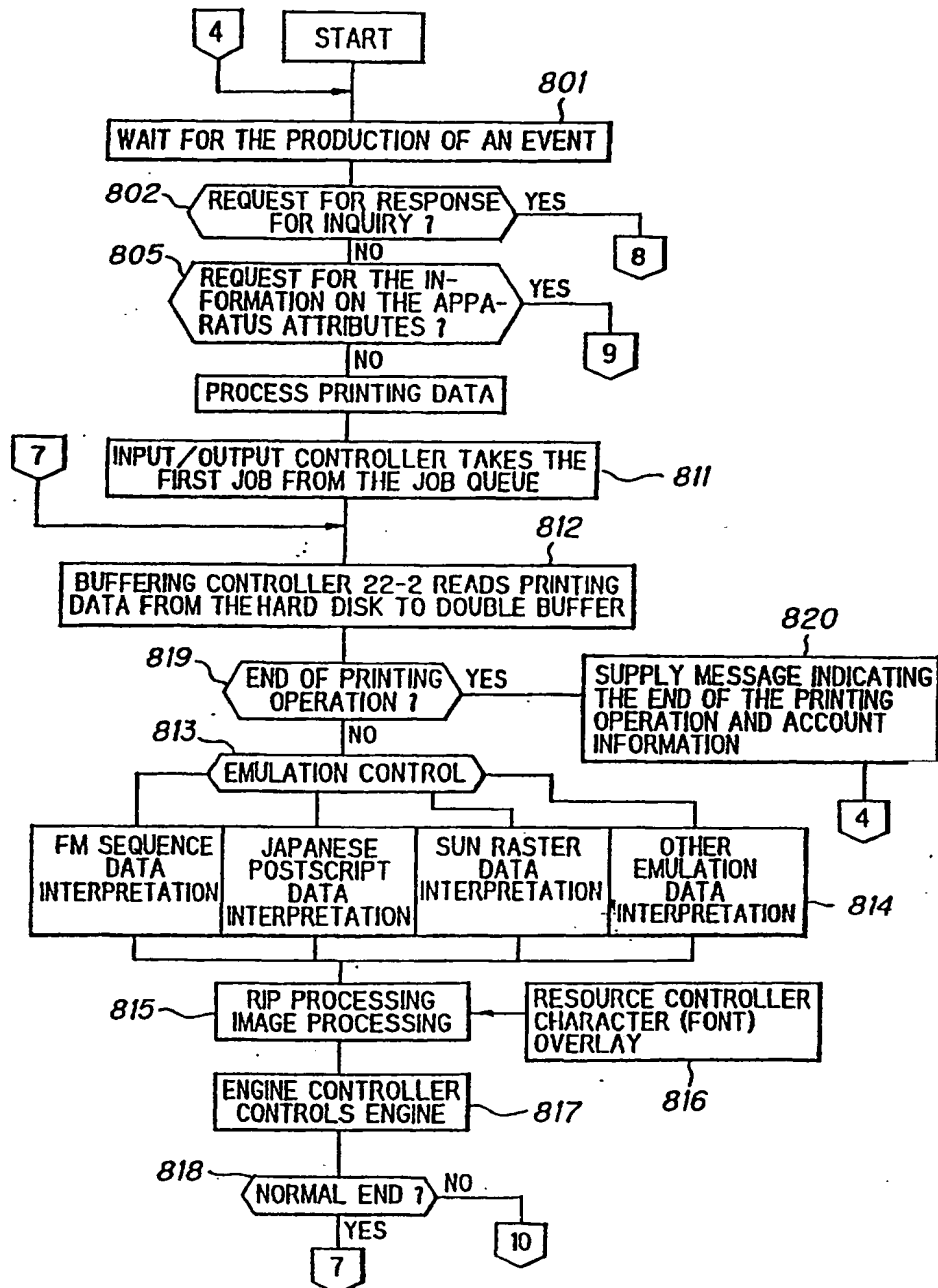 4
START
801
WAIT FOR THE PRODUCTION OF AN EVENT
802
REQUEST FOR RESPONSE
FOR INQUIRY ?
YES
8
NO
805
REQUEST FOR THE IN-
FORMATION ON THE APPA-
RATUS ATTRIBUTES ?
YES
9
NO
PROCESS PRINTING DATA
7
INPUT/OUTPUT CONTROLLER TAKES THE
FIRST JOB FROM THE JOB QUEUE
811
812
BUFFERING CONTROLLER 22-2 READS PRINTING
DATA FROM THE HARD DISK TO DOUBLE BUFFER
819
END OF PRINTING
OPERATION ?
YES
820
SUPPLY MESSAGE INDICATING
THE END OF THE PRINTING
OPERATION AND ACCOUNT
INFORMATION
4
NO
813
EMULATION CONTROL
FM SEQUENCE
DATA
INTERPRETATION
JAPANESE
POSTSCRIPT
DATA
INTERPRETATION
SUN RASTER
DATA
INTERPRETATION
OTHER
EMULATION
DATA
INTERPRETATION
814
815
RIP PROCESSING
IMAGE PROCESSING
RESOURCE CONTROLLER
CHARACTER (FONT)
OVERLAY
816
ENGINE CONTROLLER
CONTROLS ENGINE
817
818
NORMAL END ?
NO
10
YES
7